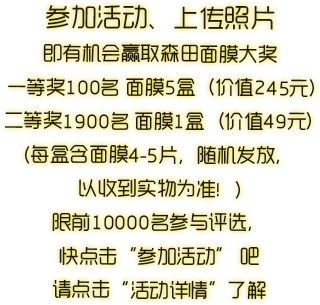 参加活动、上传照片
即有机会赢取森田面膜大奖
一等奖100名 面膜5盒（价值245元）
二等奖1900名 面膜1盒（价值49元）
(每盒含面膜4-5片，随机发放，
以收到实物为准！)
限前10000名参与评选，
快点击“参加活动” 吧
请点击“活动详情”了解